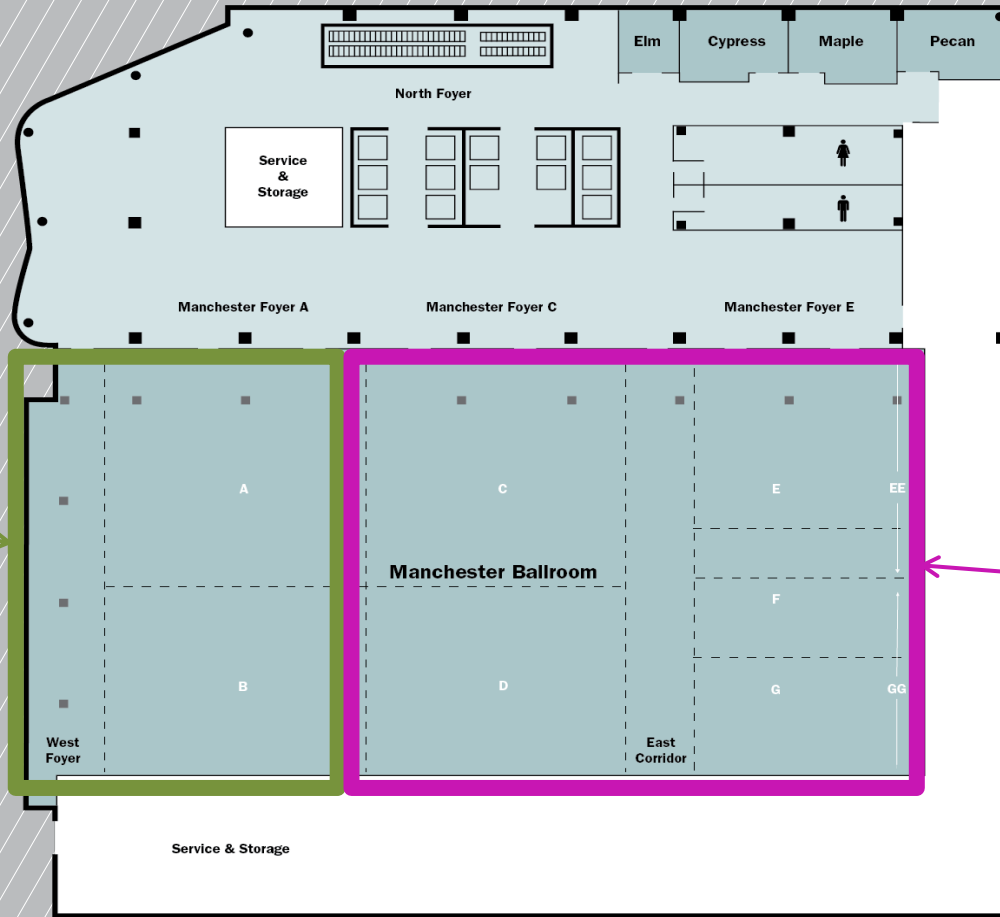 Elm
Cypress
Maple
Pecan
North Foyer
Service
&
Storage
Manchester Foyer A
Manchester Foyer C
Manchester Foyer E
A
C
E
EE
Manchester Ballroom
F
B
D
G
GG
West
Foyer
East
Corridor
Service & Storage